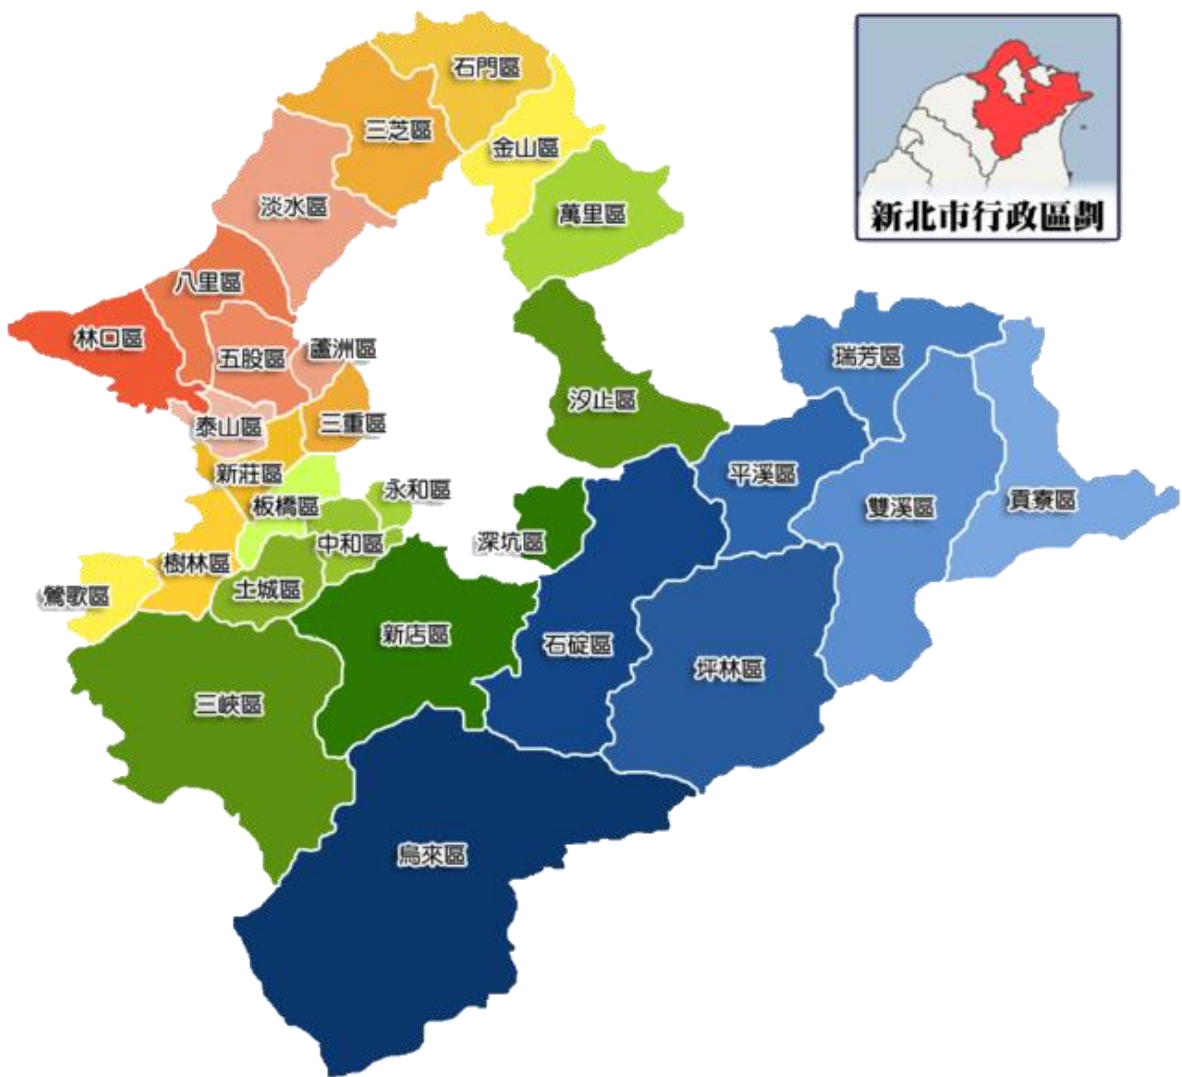 石門區
三芝區
金山區
淡水區
萬里區
新北市行政區劃
八里區
林口區
五股區
蘆洲區
瑞芳區
汐止區
泰山區
三重區
新莊區
平溪區
永和區
板橋區
雙溪區
貢寮區
中和區
深坑區
樹林區
土城區
鶯歌區
新店區
石碇區
坪林區
三峽區
烏來區